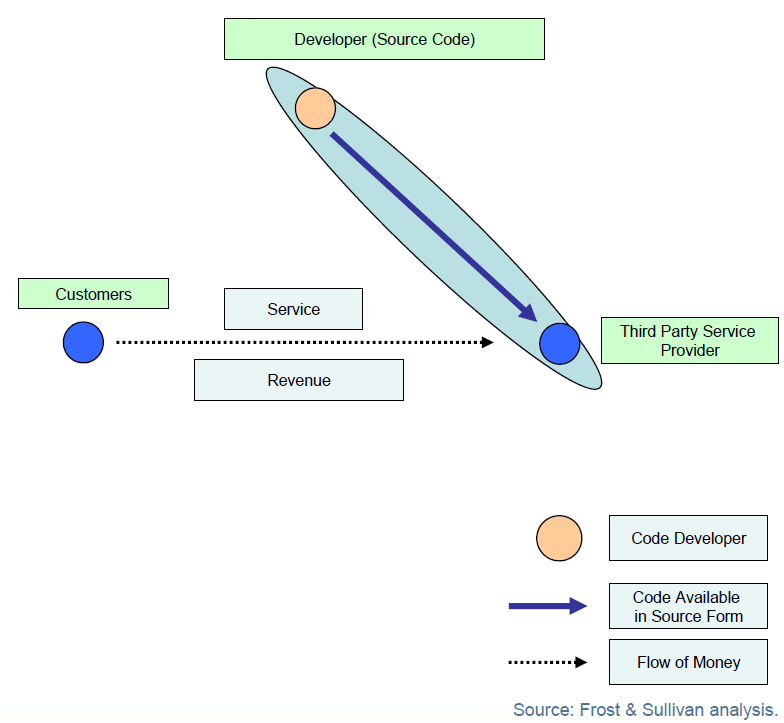 Developer (Source Code)
Customers
Service
Third Party Service
Provider
Revenue
Code Developer
Code Available
in Source Form
Flow of Money
Source: Frost & Sullivan analysis.